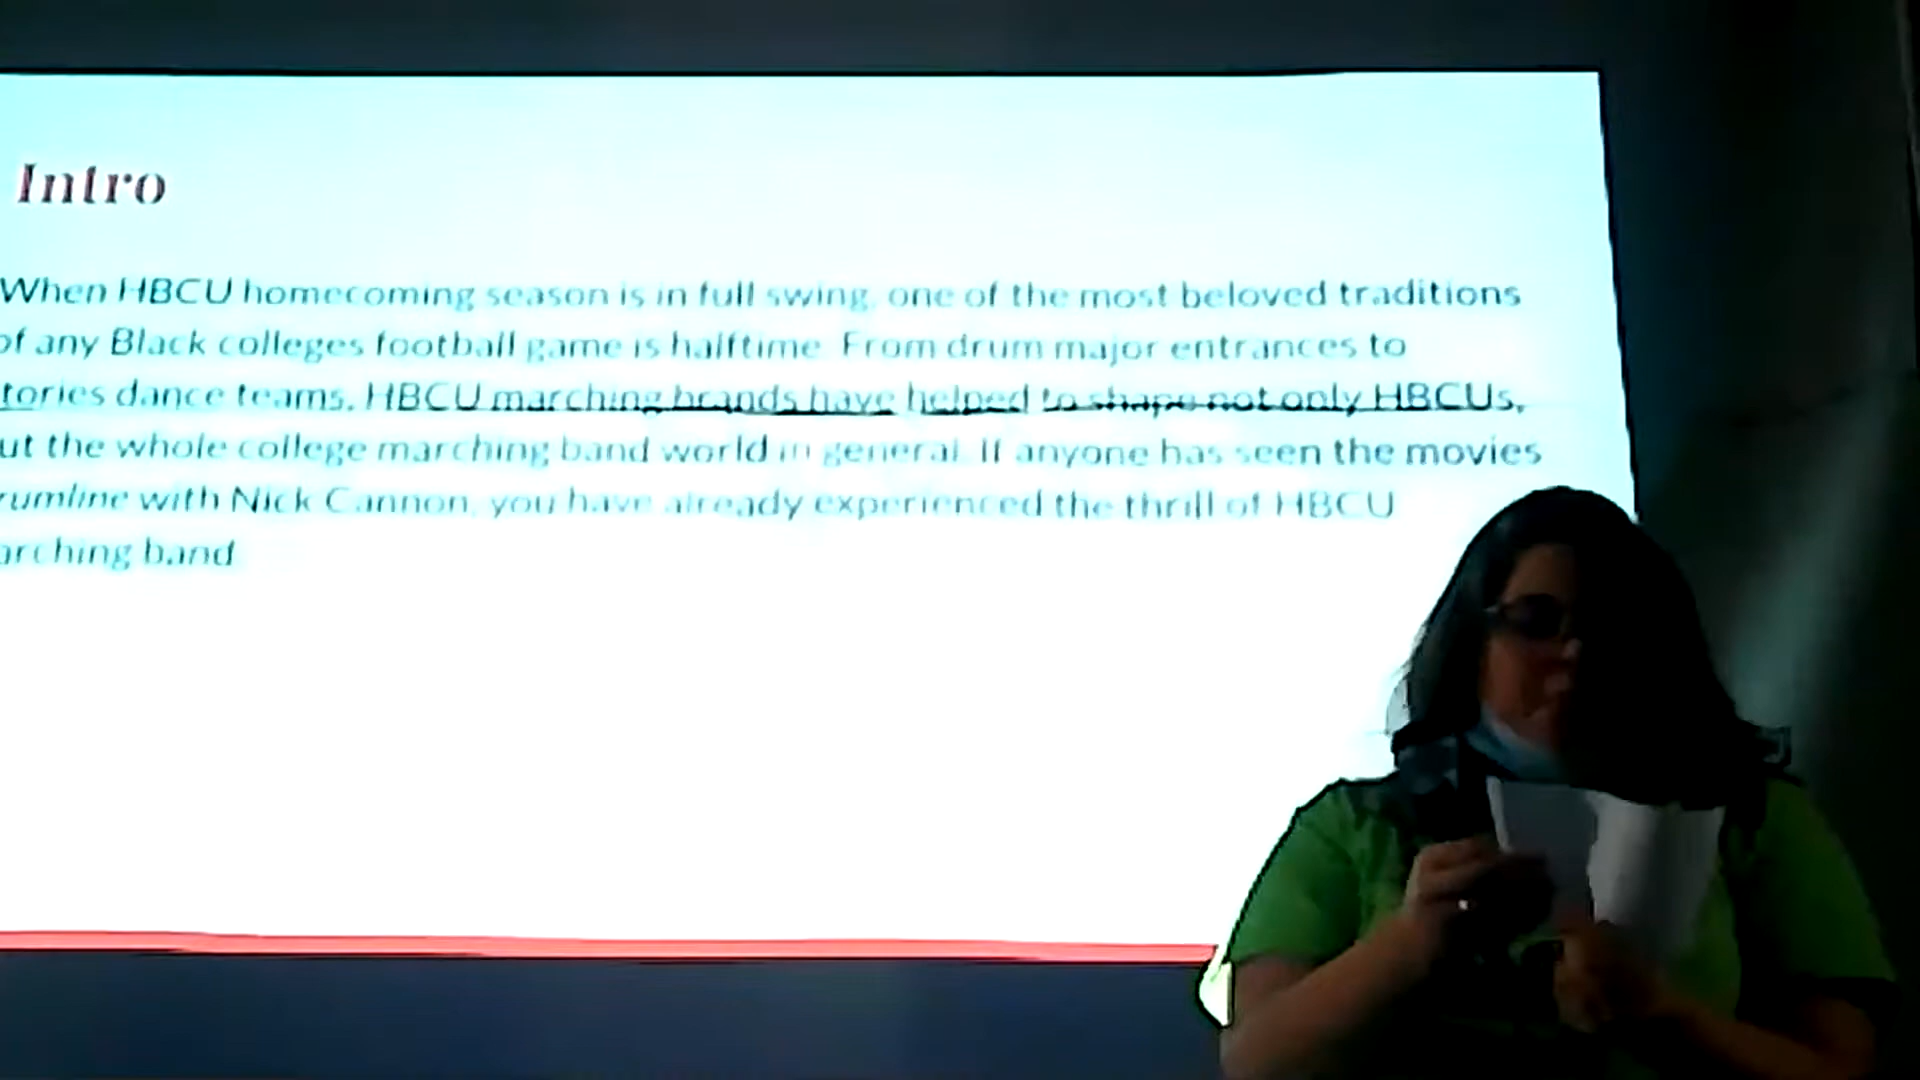 Intro
When HBCU homecoming season is in full swing, one of the most beloved traditions
of any Black colleges football game is halftime. From drum major entrances to
tories dance teams, HBCU marching brands have helped to shape not only HBCUs,
ut the whole college marching band world in general. If anyone has seen the movies
rumline with Nick Cannon, you have already experienced the thrill of HBCU
arching band